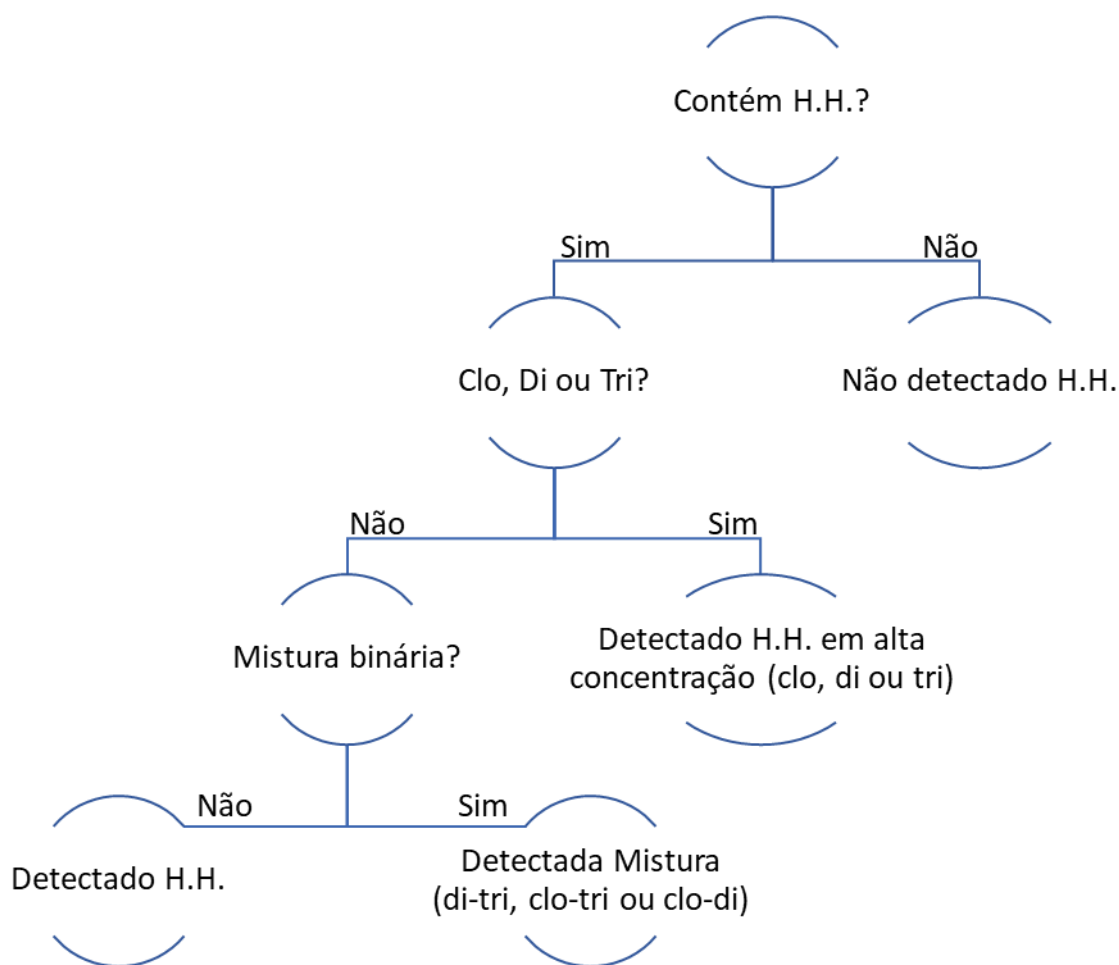 Contém H.H.?
Sim
Não
Clo, Di ou Tri?
Não detectado H.H.
Não
Sim
Mistura binária?
Detectado H.H. em alta
concentração (clo, di ou tri)
Não
Sim
Detectado H.H.
Detectada Mistura
(di-tri, clo-tri ou clo-di)